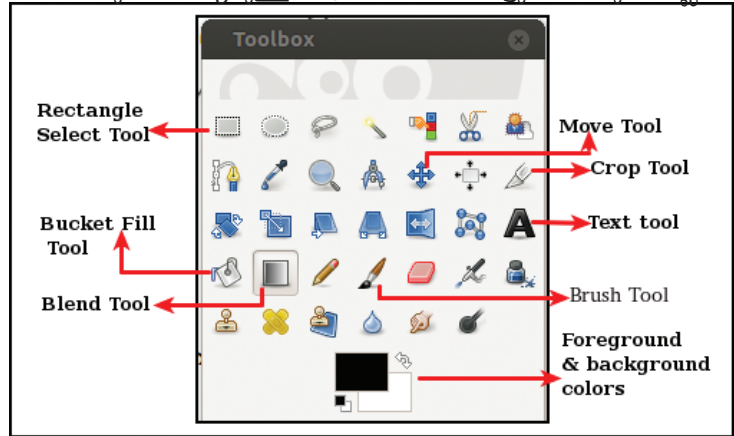 Toolbox
Rectangle
Select Tool
Move Tool
Crop Tool
Bucket Fill
Tool
Text tool
Blend Tool
Brush Tool
Foreground
& background
colors